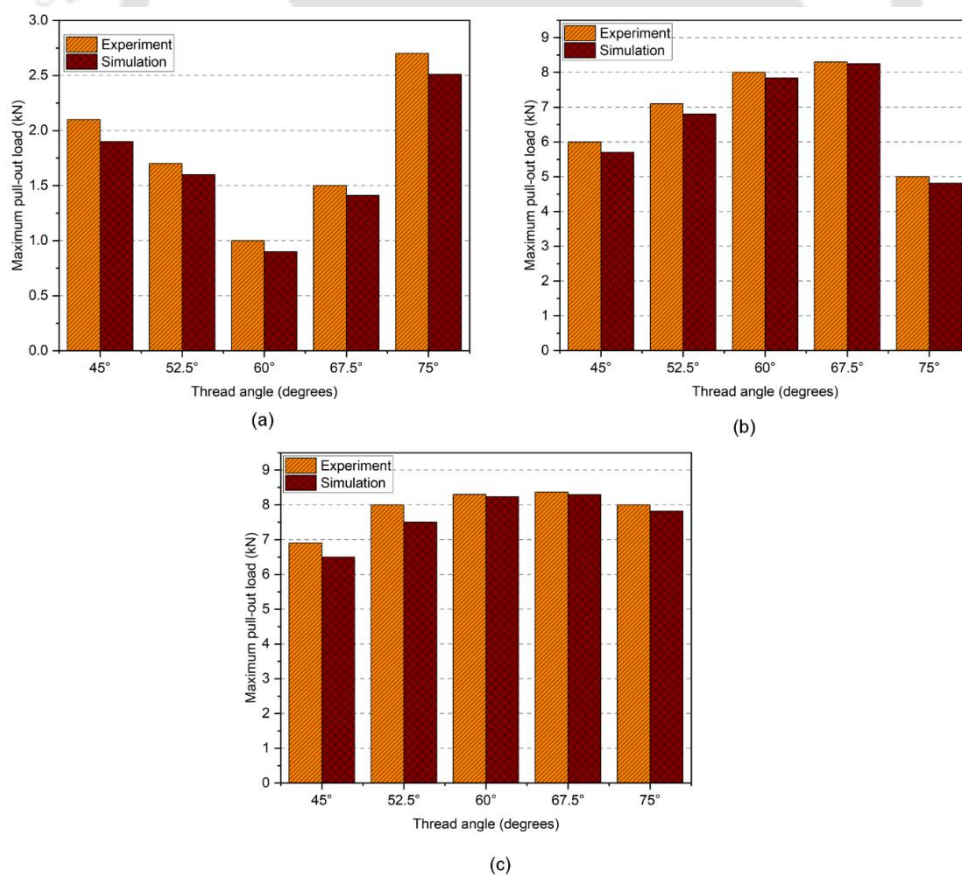 (a)
Experiment
Simulation
Maximum pull-out load (kN)
3.0
2.5
2.0
1.5
1.0
0.5
0.0
45° 52.5° 60° 67.5° 75°
Thread angle (degrees)
(a)
Experiment
Simulation
Maximum pull-out load (kN)
9
8
7
6
5
4
3
2
1
0
45° 52.5° 60° 67.5° 75°
Thread angle (degrees)
(b)
Experiment
Simulation
Maximum pull-out load (kN)
9
8
7
6
5
4
3
2
1
0
45° 52.5° 60° 67.5° 75°
Thread angle (degrees)
(c)